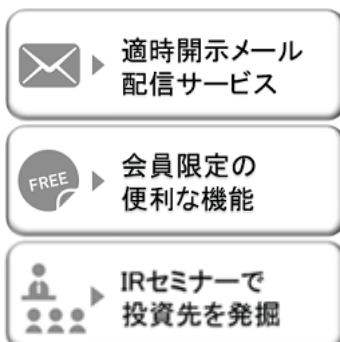 適時開示メール
配信サービス
FREE
会員限定の
便利な機能
IRセミナーで
投資先を発掘